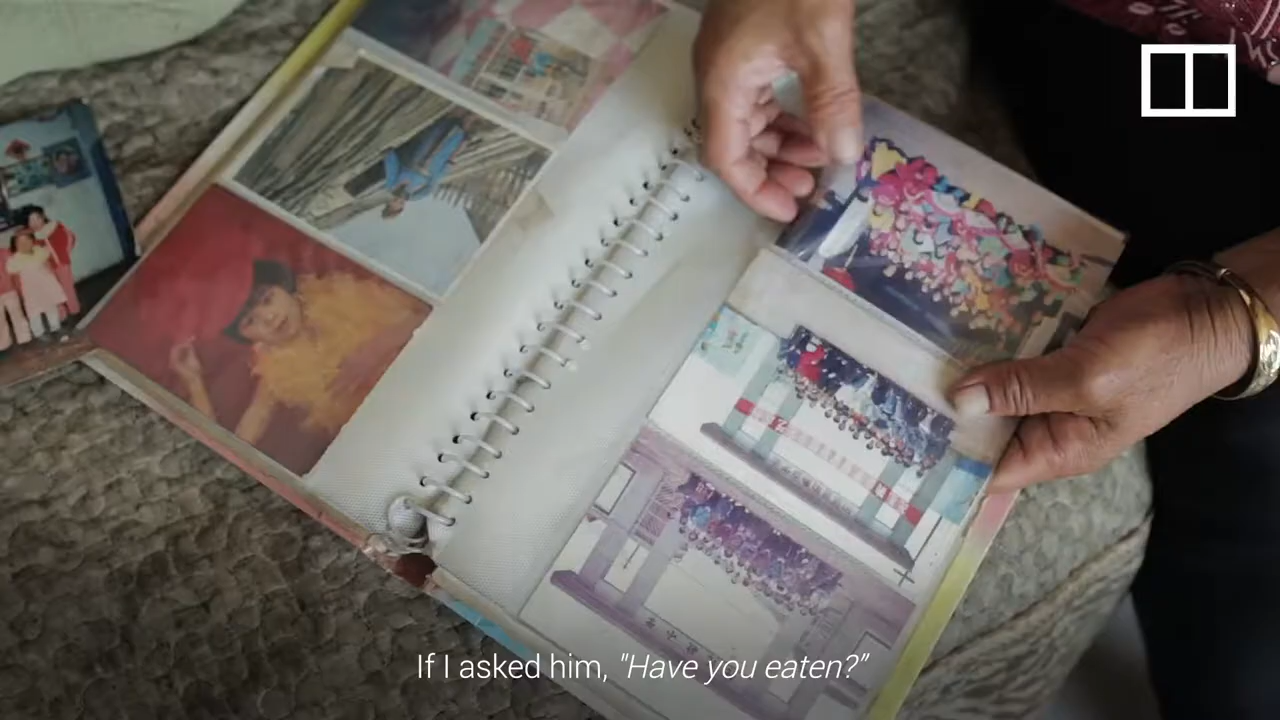 If I asked him, "Have you eaten?”